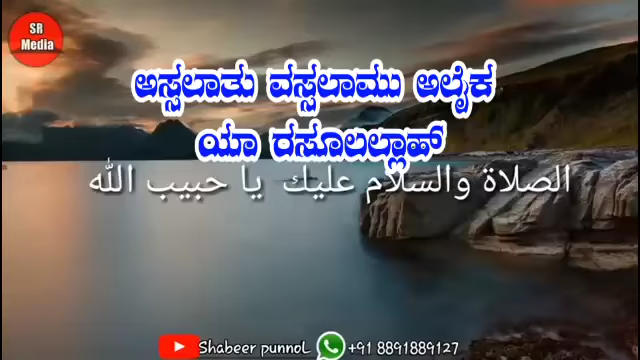 SR
Media
ಅಸ್ಸಲಾತು ವಸ್ಸಲಾಮು ಅಲೈಕ
ಯಾ ರಸೂಲಲ್ಲಾಹ್
الصلاة والسلام عليك يا حبيب الله
Shabeer punnol +91 8891889127